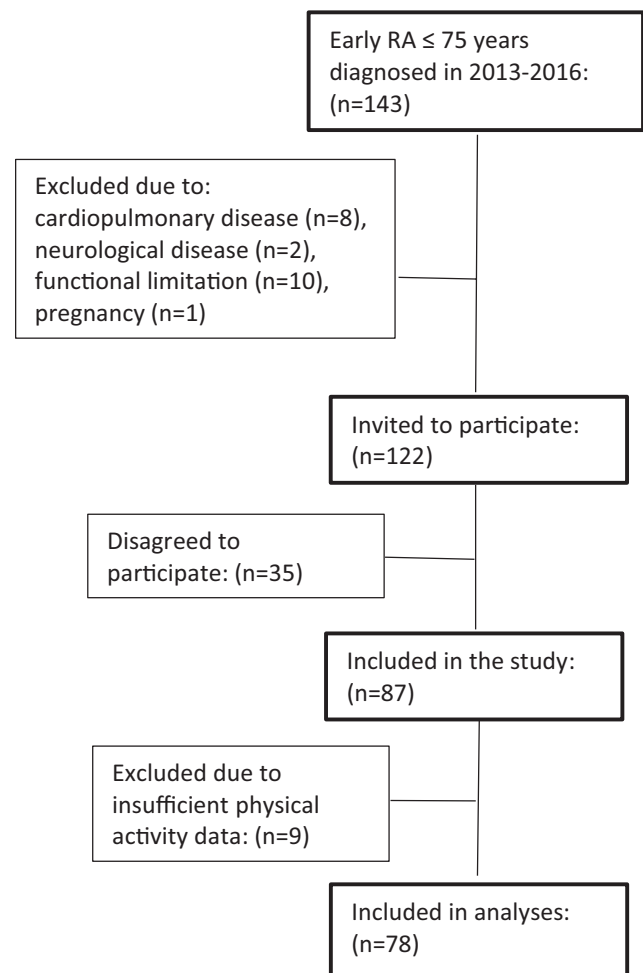 Early RA ≤ 75 years
diagnosed in 2013-2016:
(n=143)
Excluded due to:
cardiopulmonary disease (n=8),
neurological disease (n=2),
functional limitation (n=10),
pregnancy (n=1)
Invited to participate:
(n=122)
Disagreed to
participate: (n=35)
Included in the study:
(n=87)
Excluded due to
insufficient physical
activity data: (n=9)
Included in analyses:
(n=78)